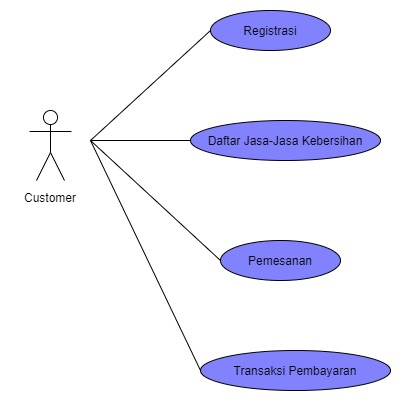 Registrasi
Daftar Jasa-Jasa Kebersihan
Customer
Pemesanan
Transaksi Pembayaran